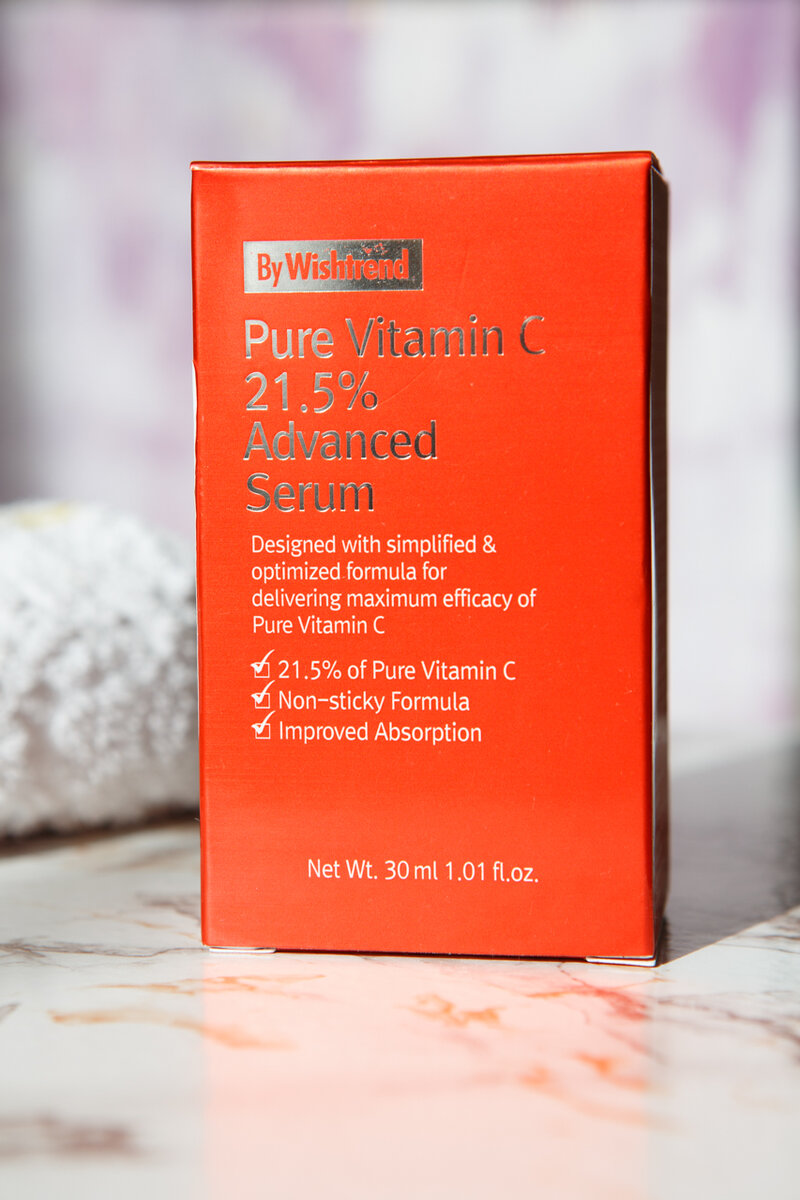 By Wishtrend
Pure Vitamin C
21.5%
Advanced
Serum
Designed with simplified &
optimized formula for
delivering maximum efficacy of
Pure Vitamin C
☑ 21.5% of Pure Vitamin C
☑ Non-sticky Formula
☑ Improved Absorption
Net Wt. 30 ml 1.01 fl.oz.